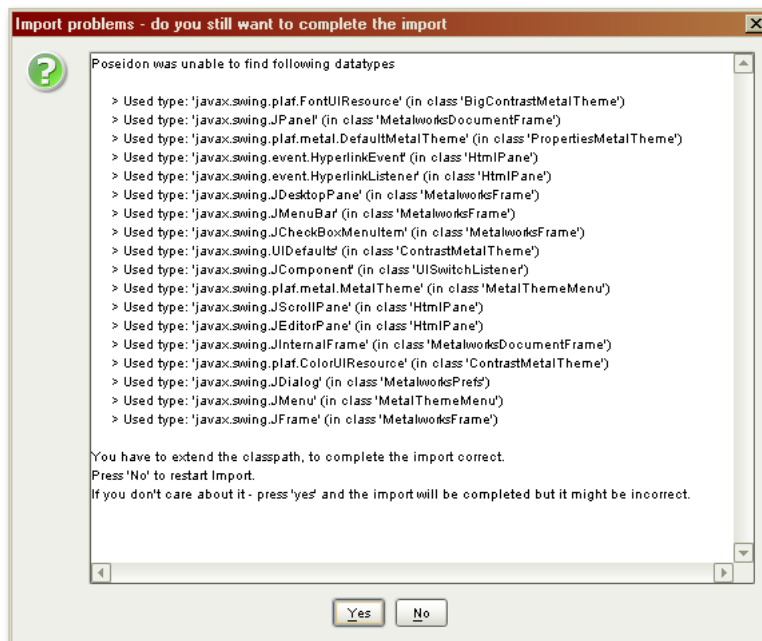 Import problems - do you still want to complete the import
Poseidon was unable to find following datatypes
> Used type: 'javax.swing.plaf.FontUIResource' (in class 'BigContrastMetalTheme')
> Used type: 'javax.swing.JPanel' (in class 'MetalworksDocumentFrame')
> Used type: 'javax.swing.plaf.metal.DefaultMetalTheme' (in class 'PropertiesMetalTheme')
> Used type: 'javax.swing.event.HyperlinkEvent' (in class 'HtmlPane')
> Used type: 'javax.swing.event.HyperlinkListener' (in class 'HtmlPane')
> Used type: 'javax.swing.JDesktopPane' (in class 'MetalworksFrame')
> Used type: 'javax.swing.JMenuBar' (in class 'MetalworksFrame')
> Used type: 'javax.swing.JCheckBoxMenuItem' (in class 'MetalworksFrame')
> Used type: 'javax.swing.UIDefaults' (in class 'ContrastMetalTheme')
> Used type: 'javax.swing.JComponent' (in class 'UISwitchListener')
> Used type: 'javax.swing.plaf.metal.MetalTheme' (in class 'MetalThemeMenu')
> Used type: 'javax.swing.JScrollPane' (in class 'HtmlPane')
> Used type: 'javax.swing.JEditorPane' (in class 'HtmlPane')
> Used type: 'javax.swing.JInternalFrame' (in class 'MetalworksDocumentFrame')
> Used type: 'javax.swing.plaf.ColorUIResource' (in class 'ContrastMetalTheme')
> Used type: 'javax.swing.JDialog' (in class 'MetalworksPrefs')
> Used type: 'javax.swing.JMenu' (in class 'MetalThemeMenu')
> Used type: 'javax.swing.JFrame' (in class 'MetalworksFrame')
You have to extend the classpath, to complete the import correct.
Press 'No' to restart Import.
If you don't care about it - press 'yes' and the import will be completed but it might be incorrect.
Yes No